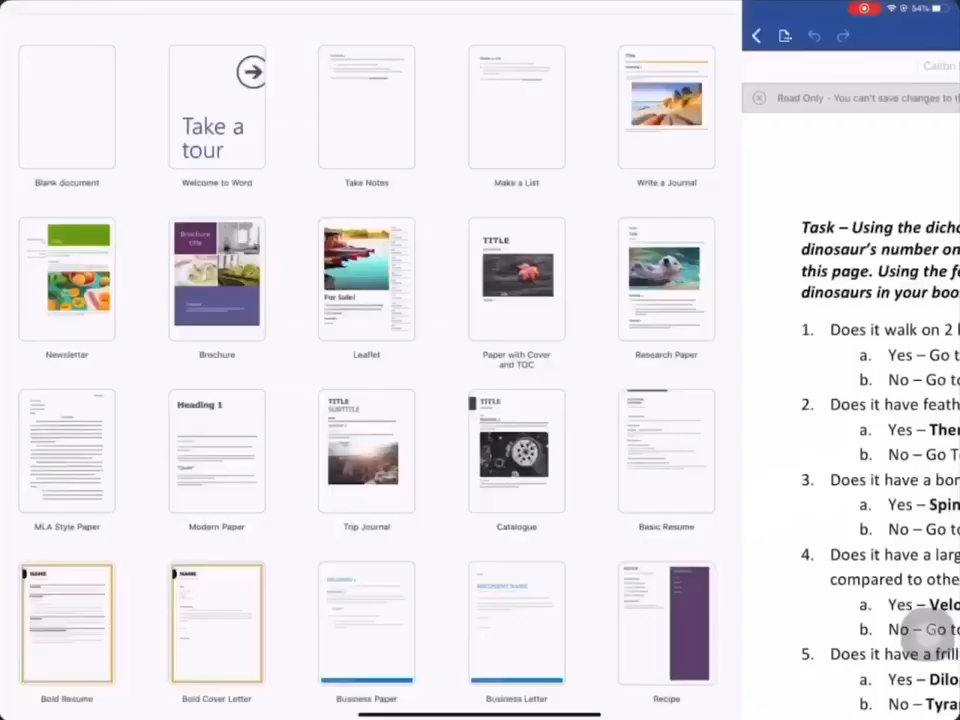 54%
Blank document
Take a
tour
Welcome to Word
Take Notes
Make a List
Title
Write a Journal
Newsletter
Brochure
title
Brochure
For Sale!
Leaflet
TITLE
Paper with Cover
and TOC
Research Paper
MLA Style Paper
Heading 1
Modern Paper
TITLE
SUBTITLE
Trip Journal
TITLE
Catalogue
Basic Resume
NAME
Bold Resume
NAME
Bold Cover Letter
Business Paper
Business Letter
Recipe
Read Only – You can't save changes to th
Task – Using the dicho
dinosaur's number on
this page. Using the fo
dinosaurs in your boo
1. Does it walk on 2 l
a. Yes – Go t
b. No – Go to
2. Does it have feath
a. Yes – Ther
b. No – Go T
3. Does it have a bon
a. Yes – Spin
b. No – Go to
4. Does it have a larg
compared to othe
a. Yes – Velo
b. No – Go to
5. Does it have a frill
a. Yes – Dilo
b. No – Tyra